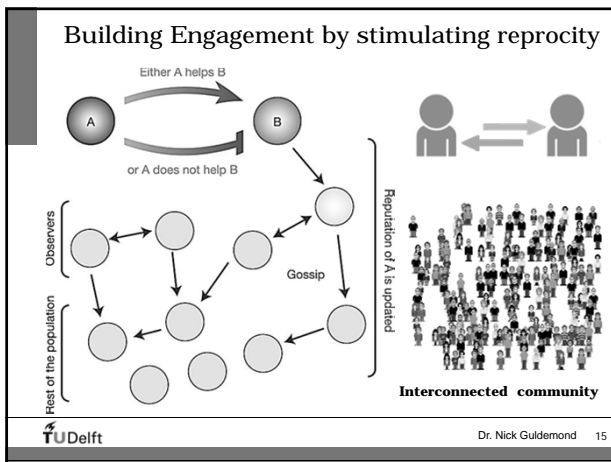 Building Engagement by stimulating reprocity
Either A helps B
A
B
or A does not help B
Observers
Gossip
Reputation of A is updated
Rest of the population
Interconnected community
TUDelft
Dr. Nick Guldemond 15